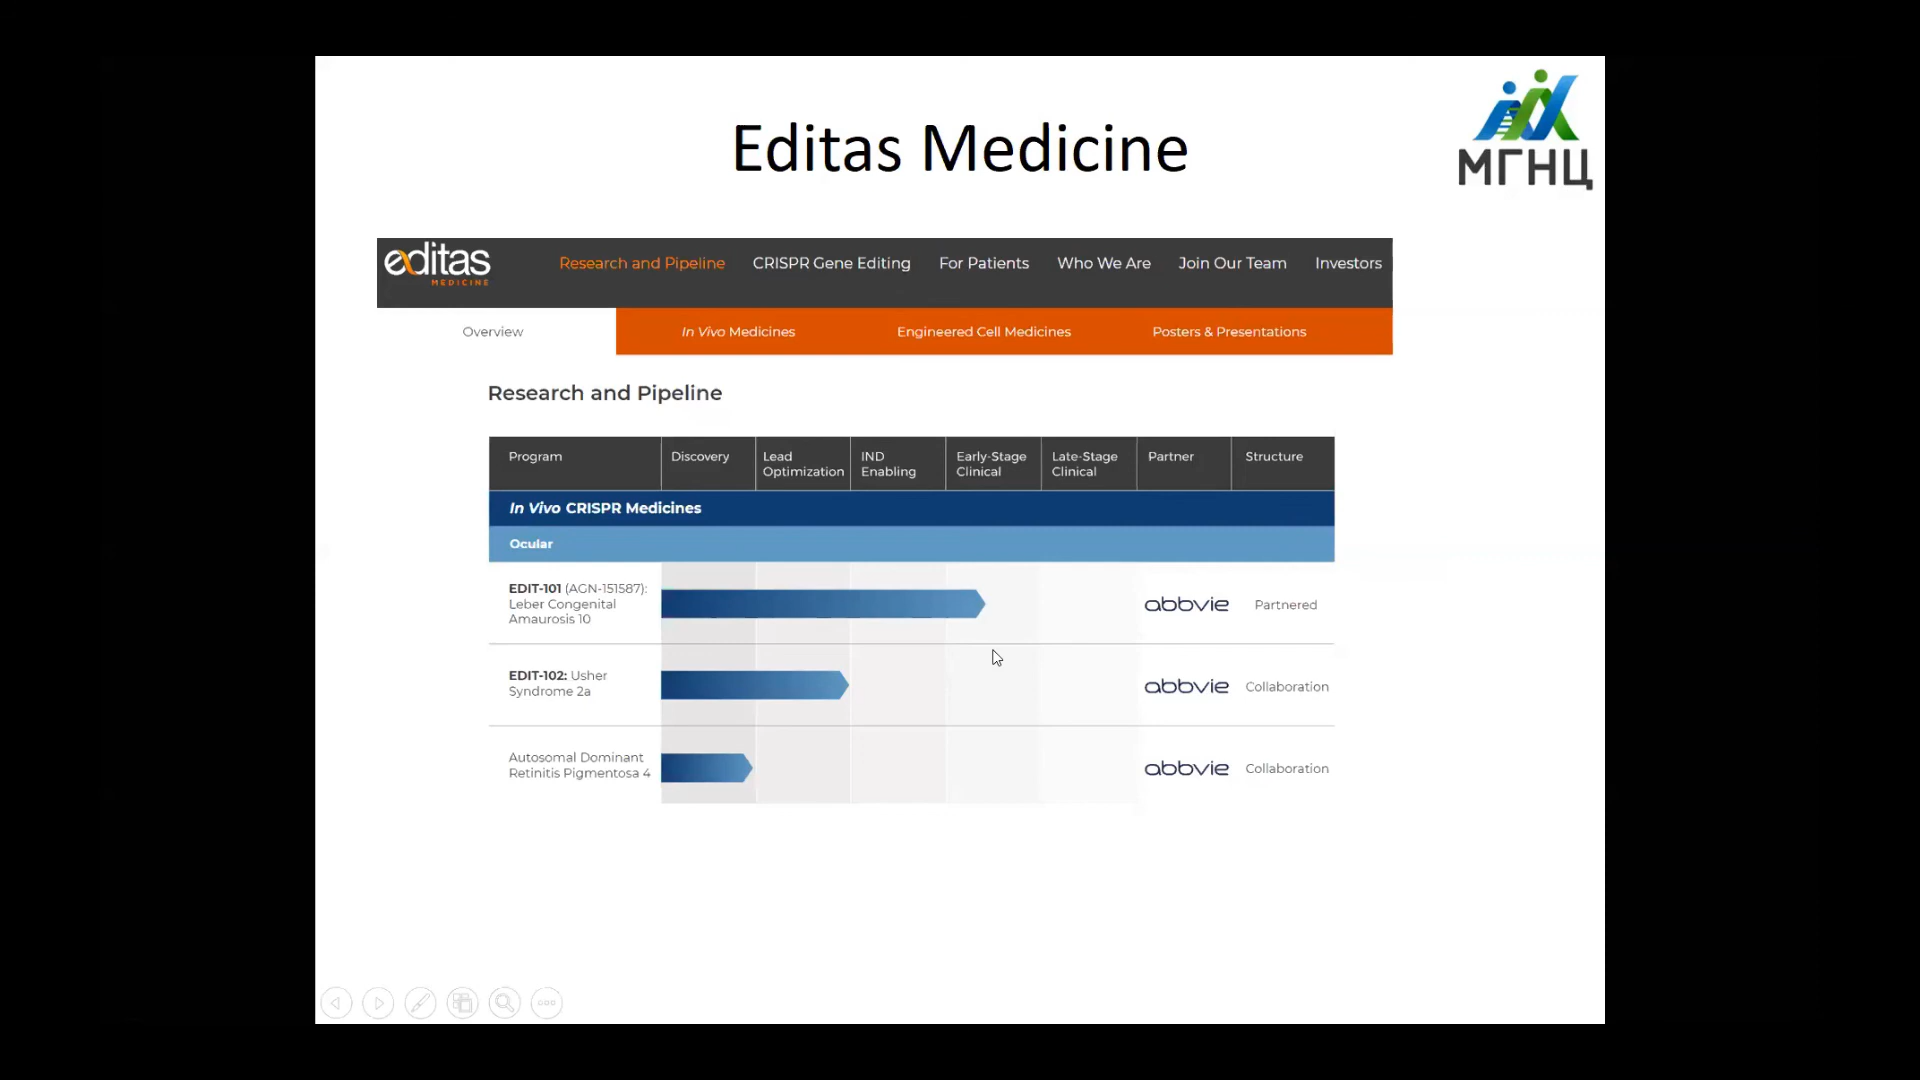 Editas Medicine
МГНЦ
editas
MEDICINE
Research and Pipeline
CRISPR Gene Editing
For Patients
Who We Are
Join Our Team
Investors
Overview
In Vivo Medicines
Engineered Cell Medicines
Posters & Presentations
Research and Pipeline
Program
Discovery
Lead
Optimization
IND
Enabling
Early-Stage
Clinical
Late-Stage
Clinical
Partner
Structure
In Vivo CRISPR Medicines
Ocular
EDIT-101 (AGN-151587):
Leber Congenital
Amaurosis 10
abbvie
Partnered
EDIT-102: Usher
Syndrome 2a
abbvie
Collaboration
Autosomal Dominant
Retinitis Pigmentosa 4
abbvie
Collaboration